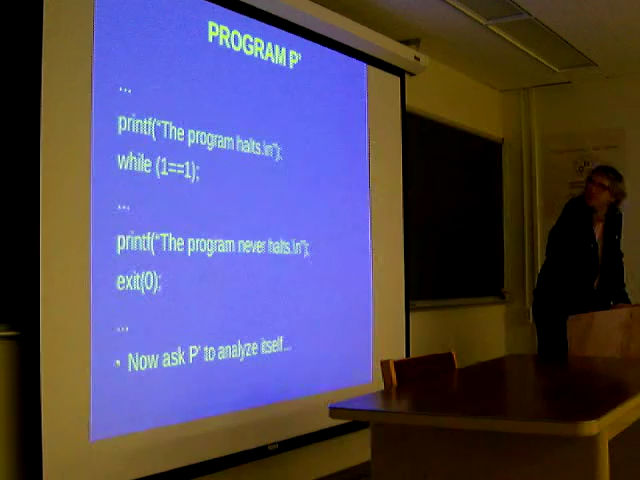 PROGRAM P'
...
printf("The program halts.\n");
while (1==1);
...
printf("The program never halts.\n");
exit(0);
...
• Now ask P' to analyze itself...